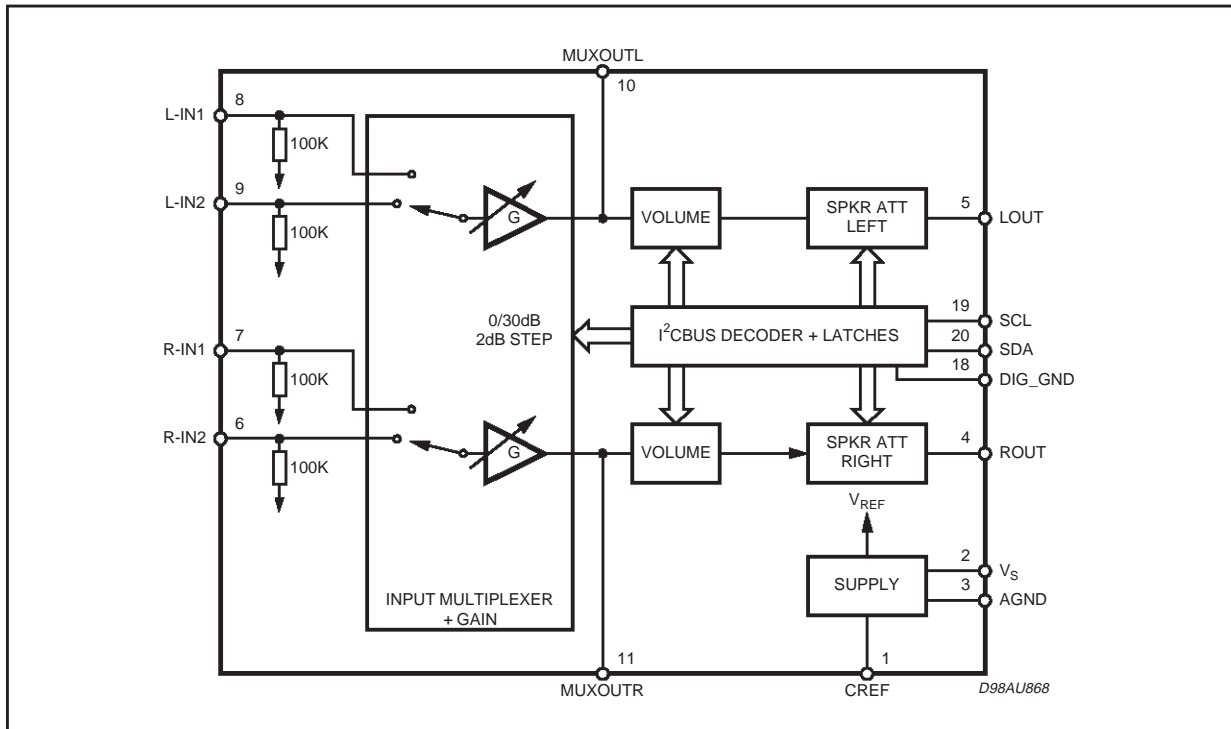 MUXOUTL
10
L-IN1
8
100K
L-IN2
9
100K
G
VOLUME
SPKR ATT
LEFT
5
LOUT
0/30dB
2dB STEP
I²CBUS DECODER + LATCHES
19
SCL
20
SDA
18
DIG_GND
R-IN1
7
100K
R-IN2
6
100K
G
VOLUME
SPKR ATT
RIGHT
4
ROUT
VREF
SUPPLY
2
VS
3
AGND
INPUT MULTIPLEXER
+ GAIN
11
MUXOUTR
1
CREF
D98AU868